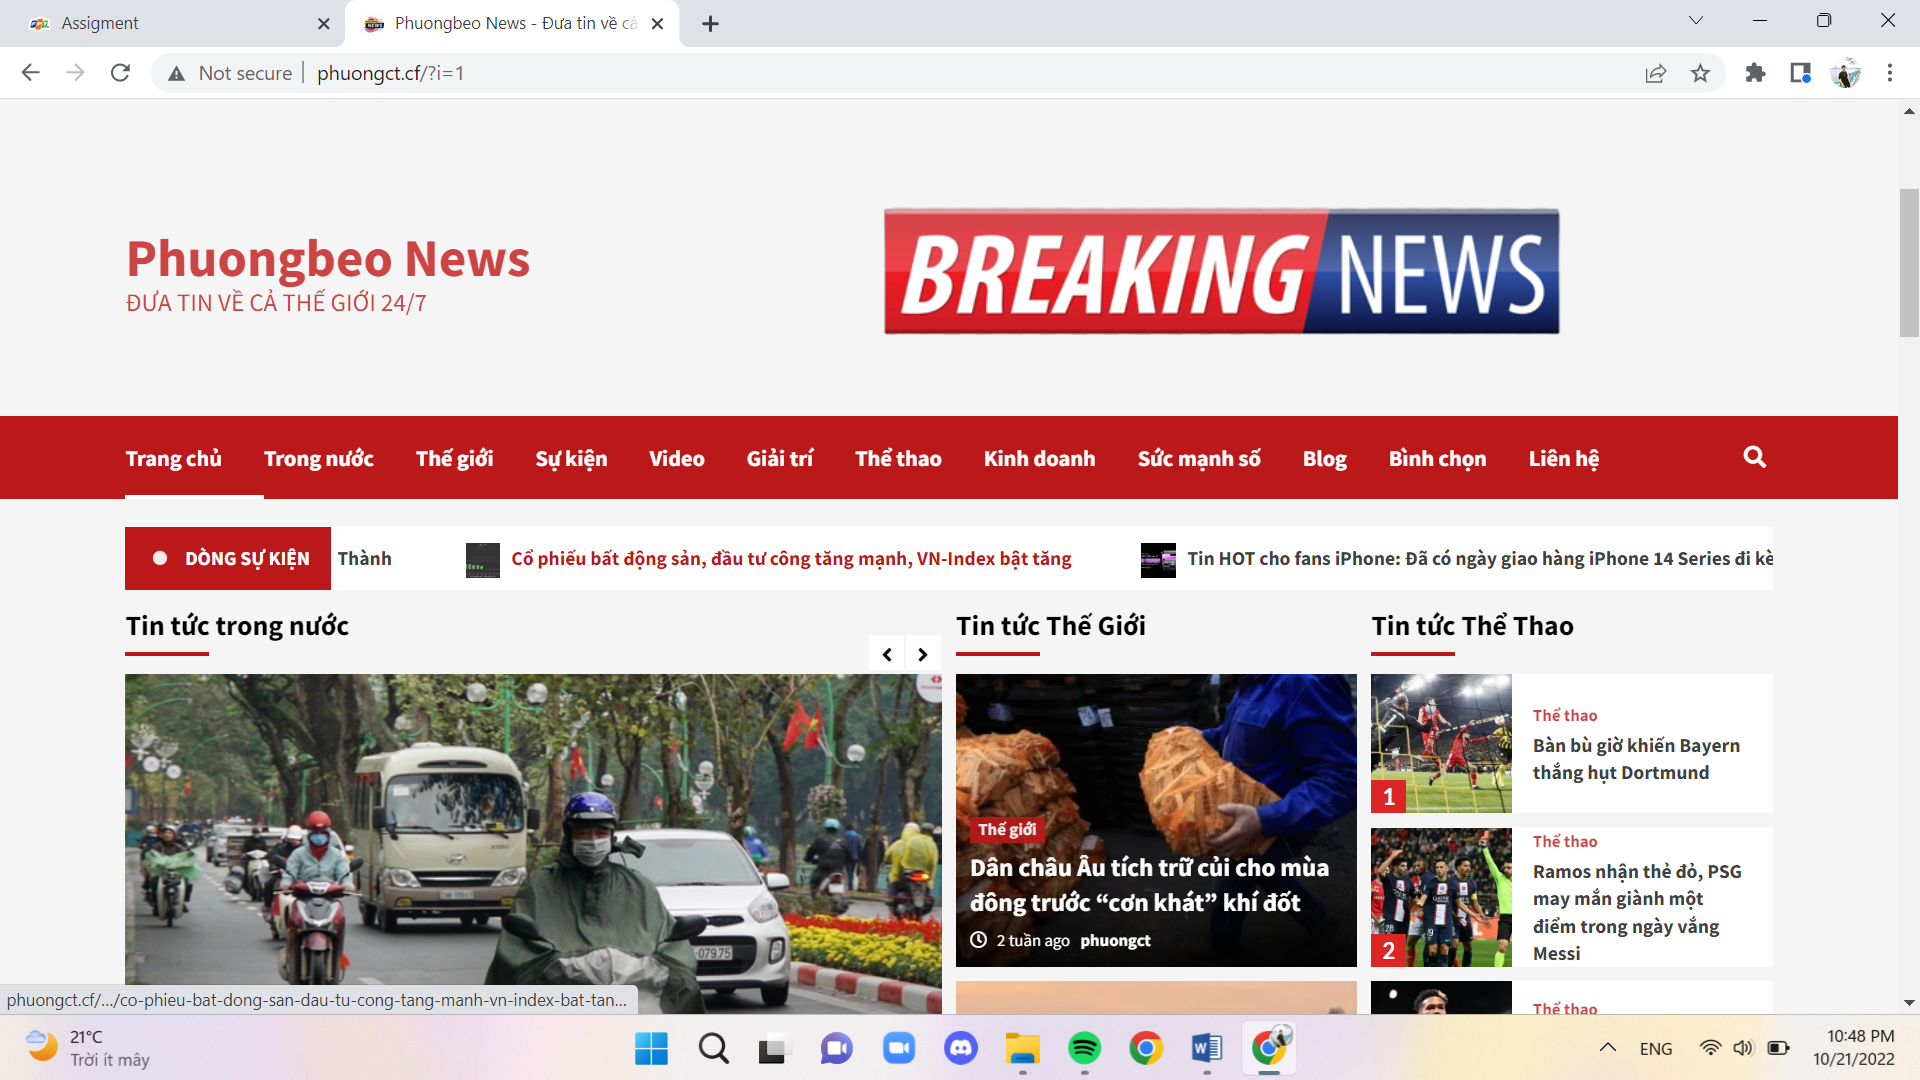 Assigment
Phuongbeo News - Đưa tin về cả
Not secure
phuongct.cf/?i=1
Phuongbeo News
ĐƯA TIN VỀ CẢ THẾ GIỚI 24/7
BREAKING NEWS
Trang chủ Trong nước Thế giới Sự kiện Video Giải trí Thể thao Kinh doanh Sức mạnh số Blog Bình chọn Liên hệ
DÒNG SỰ KIỆN Thành Cổ phiếu bất động sản, đầu tư công tăng mạnh, VN-Index bật tăng Tin HOT cho fans iPhone: Đã có ngày giao hàng iPhone 14 Series đi kè
Tin tức trong nước
Tin tức Thế Giới
Thế giới
Dân châu Âu tích trữ củi cho mùa
đông trước “cơn khát” khí đốt
2 tuần ago phuongct
Tin tức Thể Thao
Thể thao
Bàn bù giờ khiến Bayern
thắng hụt Dortmund
1
Thể thao
Ramos nhận thẻ đỏ, PSG
may mắn giành một
điểm trong ngày vắng
Messi
2
Thể thao
079.75
phuongct.cf/.../co-phieu-bat-dong-san-dau-tu-cong-tang-manh-vn-index-bat-tan...
21°C
Trời ít mây
ENG
10:48 PM
10/21/2022